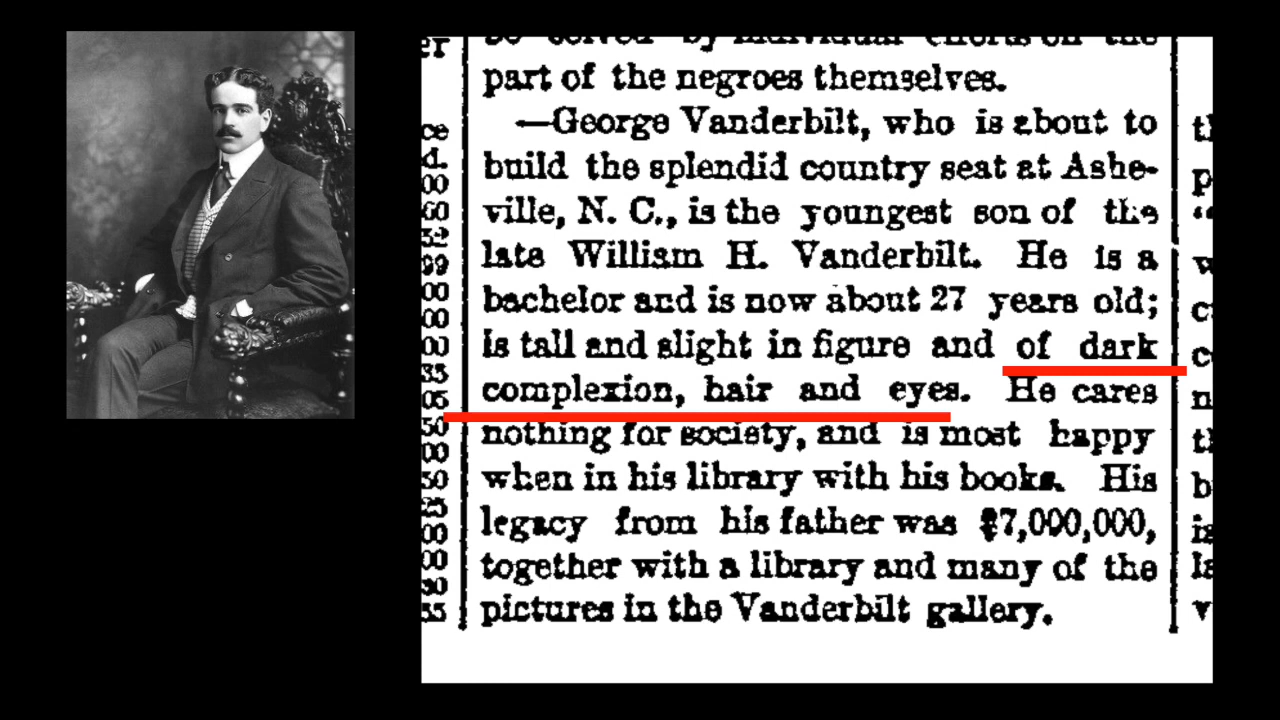 part of the negroes themselves.
—George Vanderbilt, who is about to
build the splendid country seat at Ashe-
ville, N. C., is the youngest son of the
late William H. Vanderbilt. He is a
bachelor and is now about 27 years old;
is tall and slight in figure and of dark
complexion, hair and eyes. He cares
nothing for society, and is most happy
when in his library with his books. His
legacy from his father was $7,000,000,
together with a library and many of the
pictures in the Vanderbilt gallery.